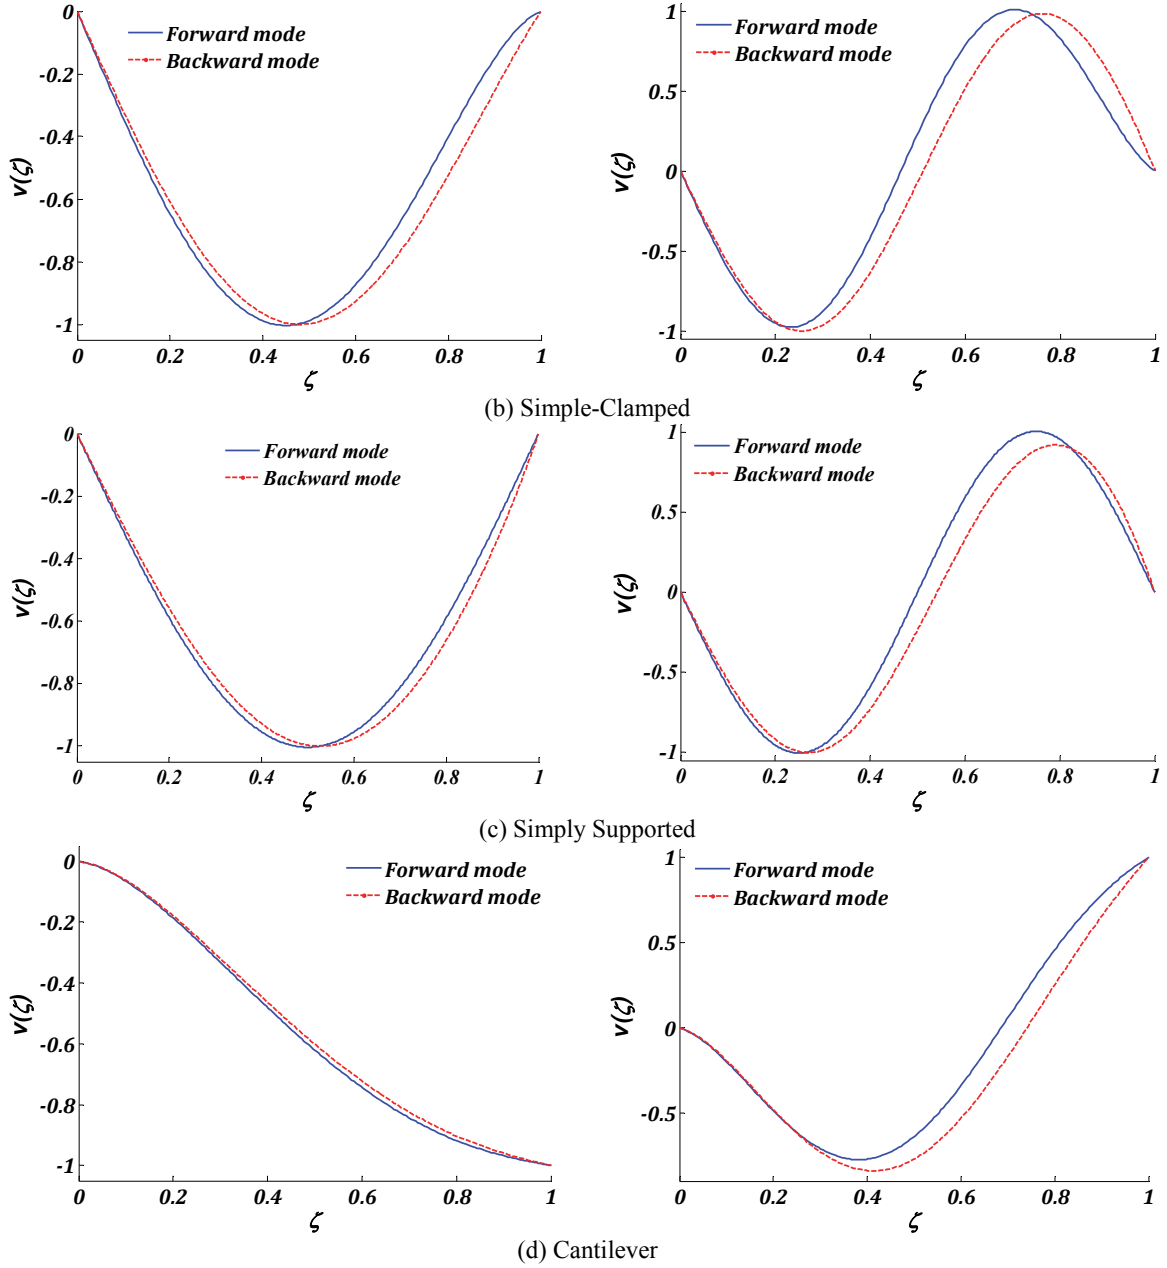 0
-0.2
-0.4
-0.6
-0.8
-1
v(ζ)
Forward mode
Backward mode
0 0.2 0.4 0.6 0.8 1
ζ
1
0.5
0
-0.5
-1
v(ζ)
Forward mode
Backward mode
0 0.2 0.4 0.6 0.8 1
ζ
(b) Simple-Clamped
0
-0.2
-0.4
-0.6
-0.8
-1
v(ζ)
Forward mode
Backward mode
0 0.2 0.4 0.6 0.8 1
ζ
1
0.5
0
-0.5
-1
v(ζ)
Forward mode
Backward mode
0 0.2 0.4 0.6 0.8 1
ζ
(c) Simply Supported
0
-0.2
-0.4
-0.6
-0.8
-1
v(ζ)
Forward mode
Backward mode
0 0.2 0.4 0.6 0.8 1
ζ
1
0.5
0
-0.5
v(ζ)
Forward mode
Backward mode
0 0.2 0.4 0.6 0.8 1
ζ
(d) Cantilever